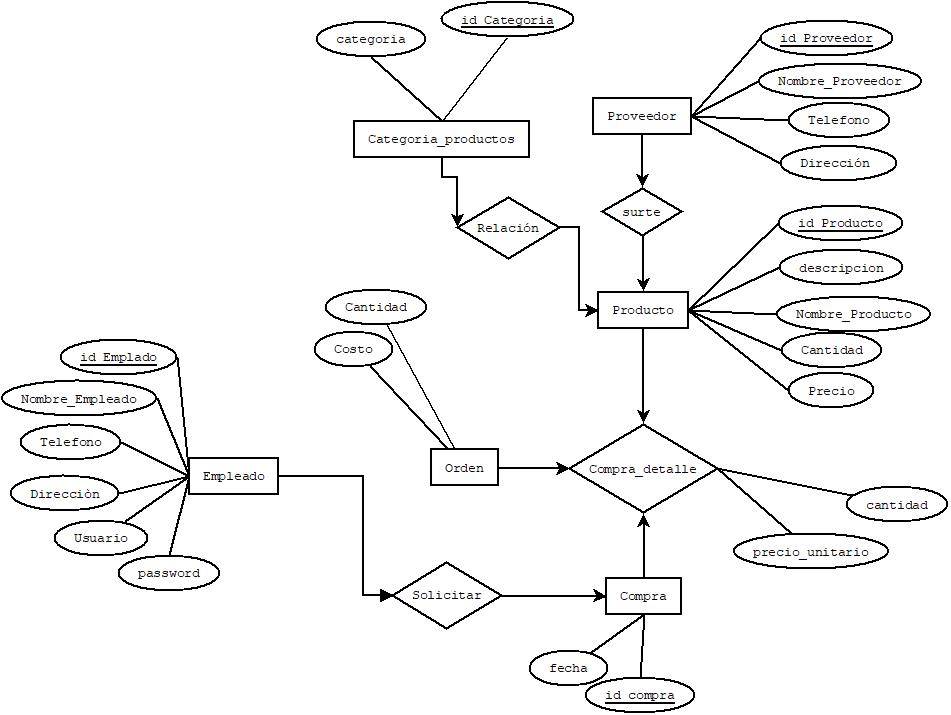 id Categoria
categoria
id Proveedor
Nombre_Proveedor
Proveedor
Telefono
Categoria_productos
Dirección
surte
id Producto
Relación
descripcion
Cantidad
Producto
Nombre_Producto
Costo
Cantidad
id Emplado
Precio
Nombre_Empleado
Telefono
Orden
Compra_detalle
Empleado
Direcciòn
cantidad
Usuario
precio_unitario
password
Solicitar
Compra
fecha
id compra